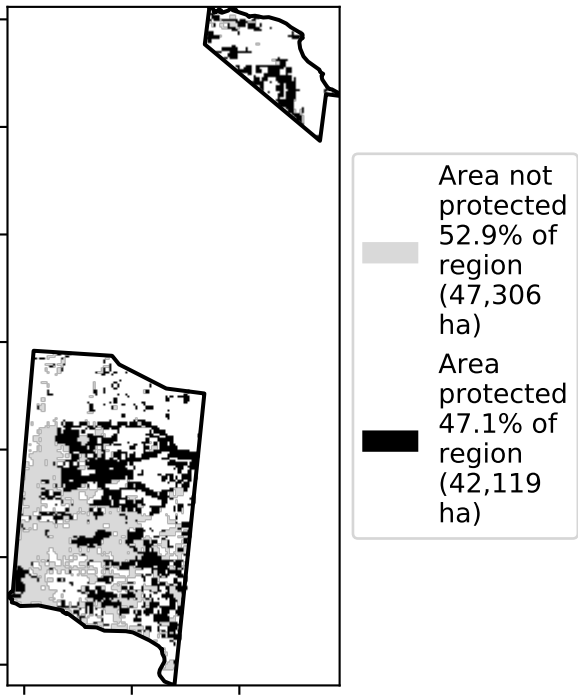 Area not
protected
52.9% of
region
(47,306
ha)
Area
protected
47.1% of
region
(42,119
ha)